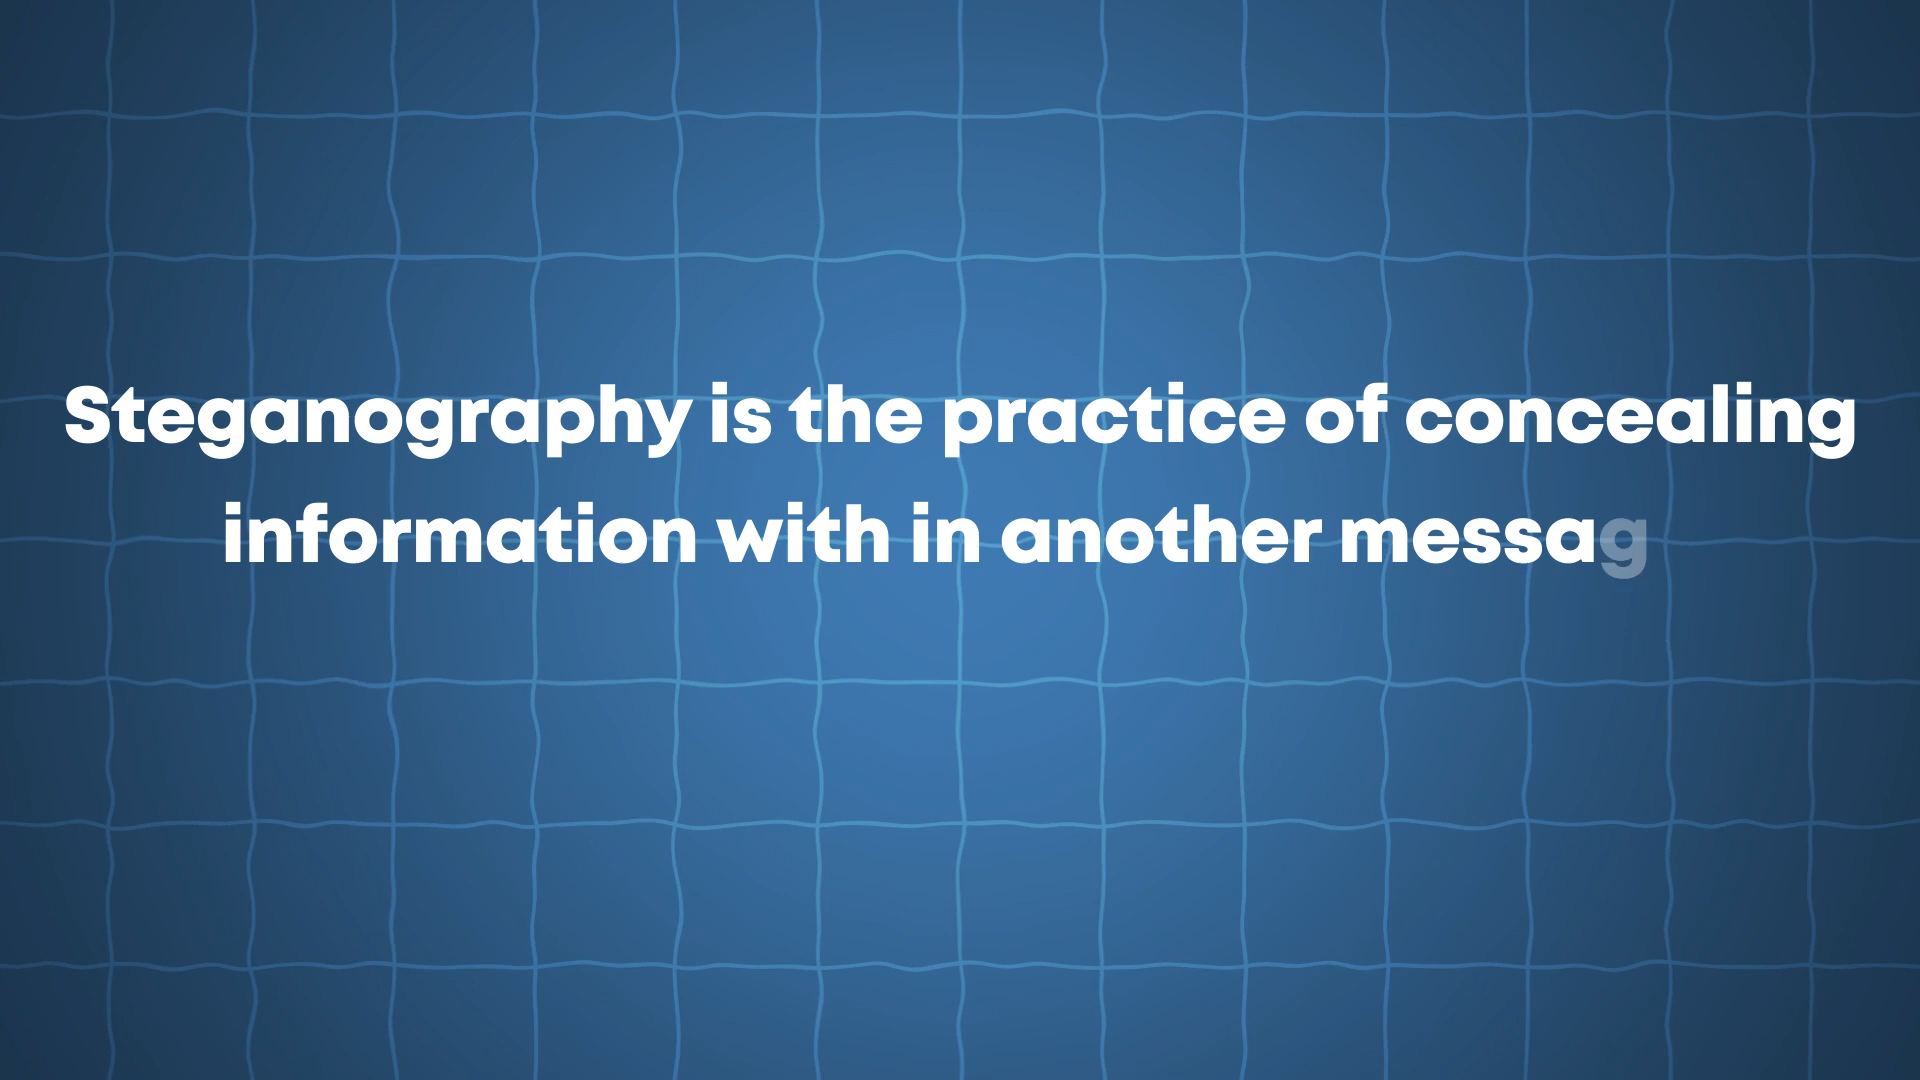 Steganography is the practice of concealing
information with in another messag